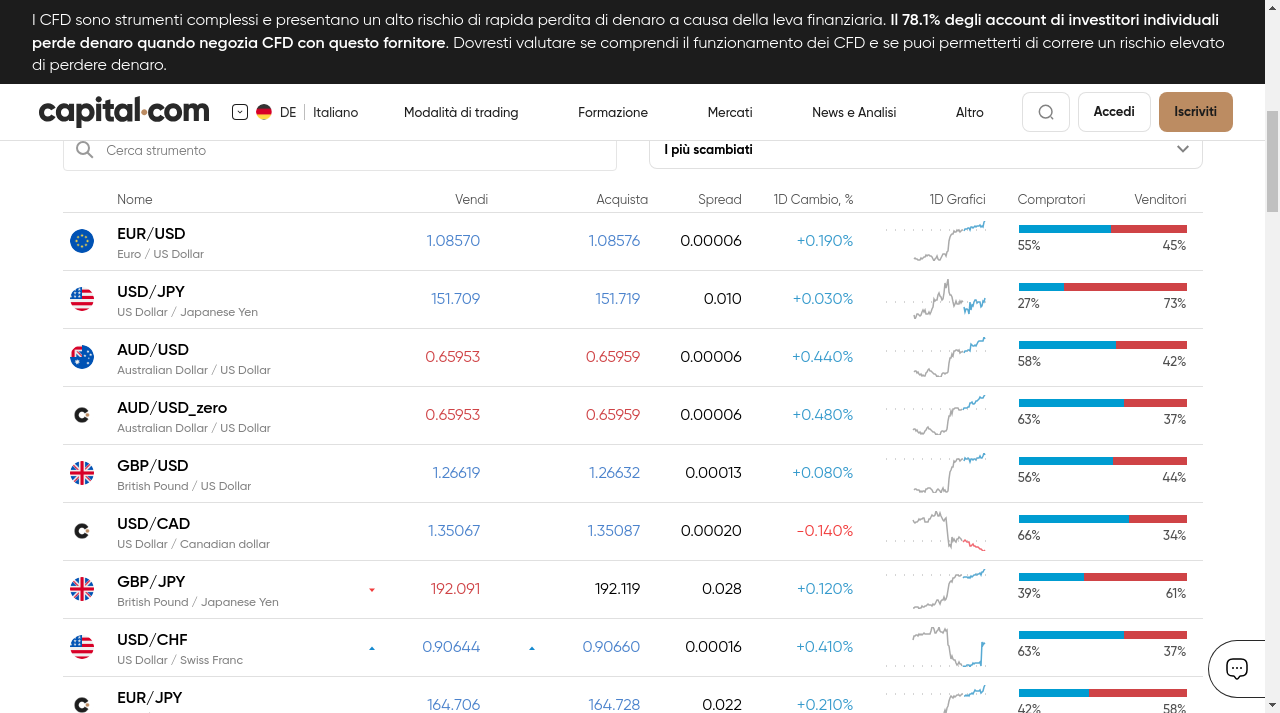 I CFD sono strumenti complessi e presentano un alto rischio di rapida perdita di denaro a causa della leva finanziaria. Il 78.1% degli account di investitori individuali
perde denaro quando negozia CFD con questo fornitore. Dovresti valutare se comprendi il funzionamento dei CFD e se puoi permetterti di correre un rischio elevato
di perdere denaro.
capital.com DE Italiano Modalità di trading Formazione Mercati News e Analisi Altro Accedi Iscriviti
Cerca strumento I più scambiati
Nome Vendi Acquista Spread 1D Cambio, % 1D Grafici Compratori Venditori
EUR/USD 1.08570 1.08576 0.00006 +0.190%
Euro / US Dollar 55% 45%
USD/JPY 151.709 151.719 0.010 +0.030%
US Dollar / Japanese Yen 27% 73%
AUD/USD 0.65953 0.65959 0.00006 +0.440%
Australian Dollar / US Dollar 58% 42%
AUD/USD_zero 0.65953 0.65959 0.00006 +0.480%
Australian Dollar / US Dollar 63% 37%
GBP/USD 1.26619 1.26632 0.00013 +0.080%
British Pound / US Dollar 56% 44%
USD/CAD 1.35067 1.35087 0.00020 -0.140%
US Dollar / Canadian dollar 66% 34%
GBP/JPY 192.091 192.119 0.028 +0.120%
British Pound / Japanese Yen 39% 61%
USD/CHF 0.90644 0.90660 0.00016 +0.410%
US Dollar / Swiss Franc 63% 37%
EUR/JPY 164.706 164.728 0.022 +0.210%
42% 58%